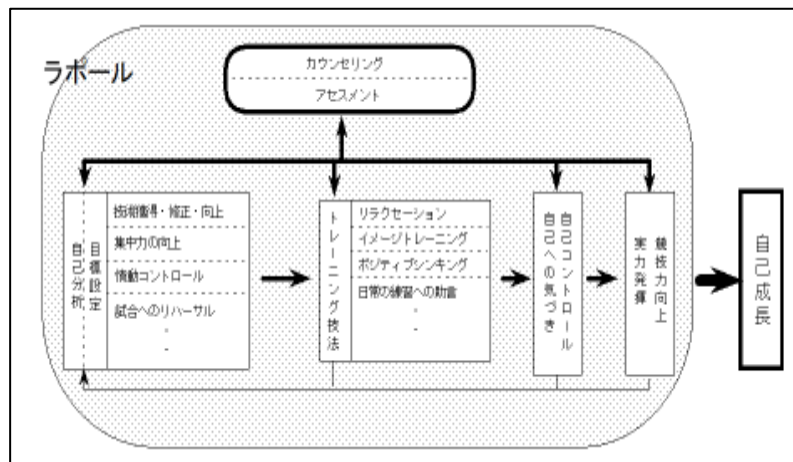 ラポール
カウンセリング
アセスメント
目標設定
自己分析
技術獲得・修正・向上
集中力の向上
情動コントロール
試合へのリハーサル
トレーニング技法
リラクセーション
イメージトレーニング
ポジティブシンキング
日常の練習への助言
自己コントロール
自己への気づき
競技力向上
実力発揮
自己成長